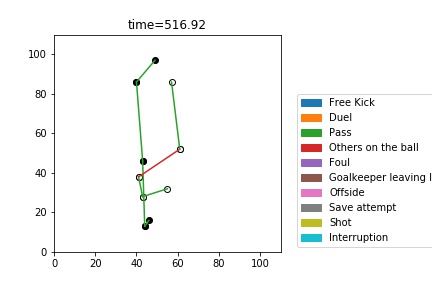 time=516.92
100
80
60
40
20
0
0 20 40 60 80 100
Free Kick
Duel
Pass
Others on the ball
Foul
Goalkeeper leaving l
Offside
Save attempt
Shot
Interruption